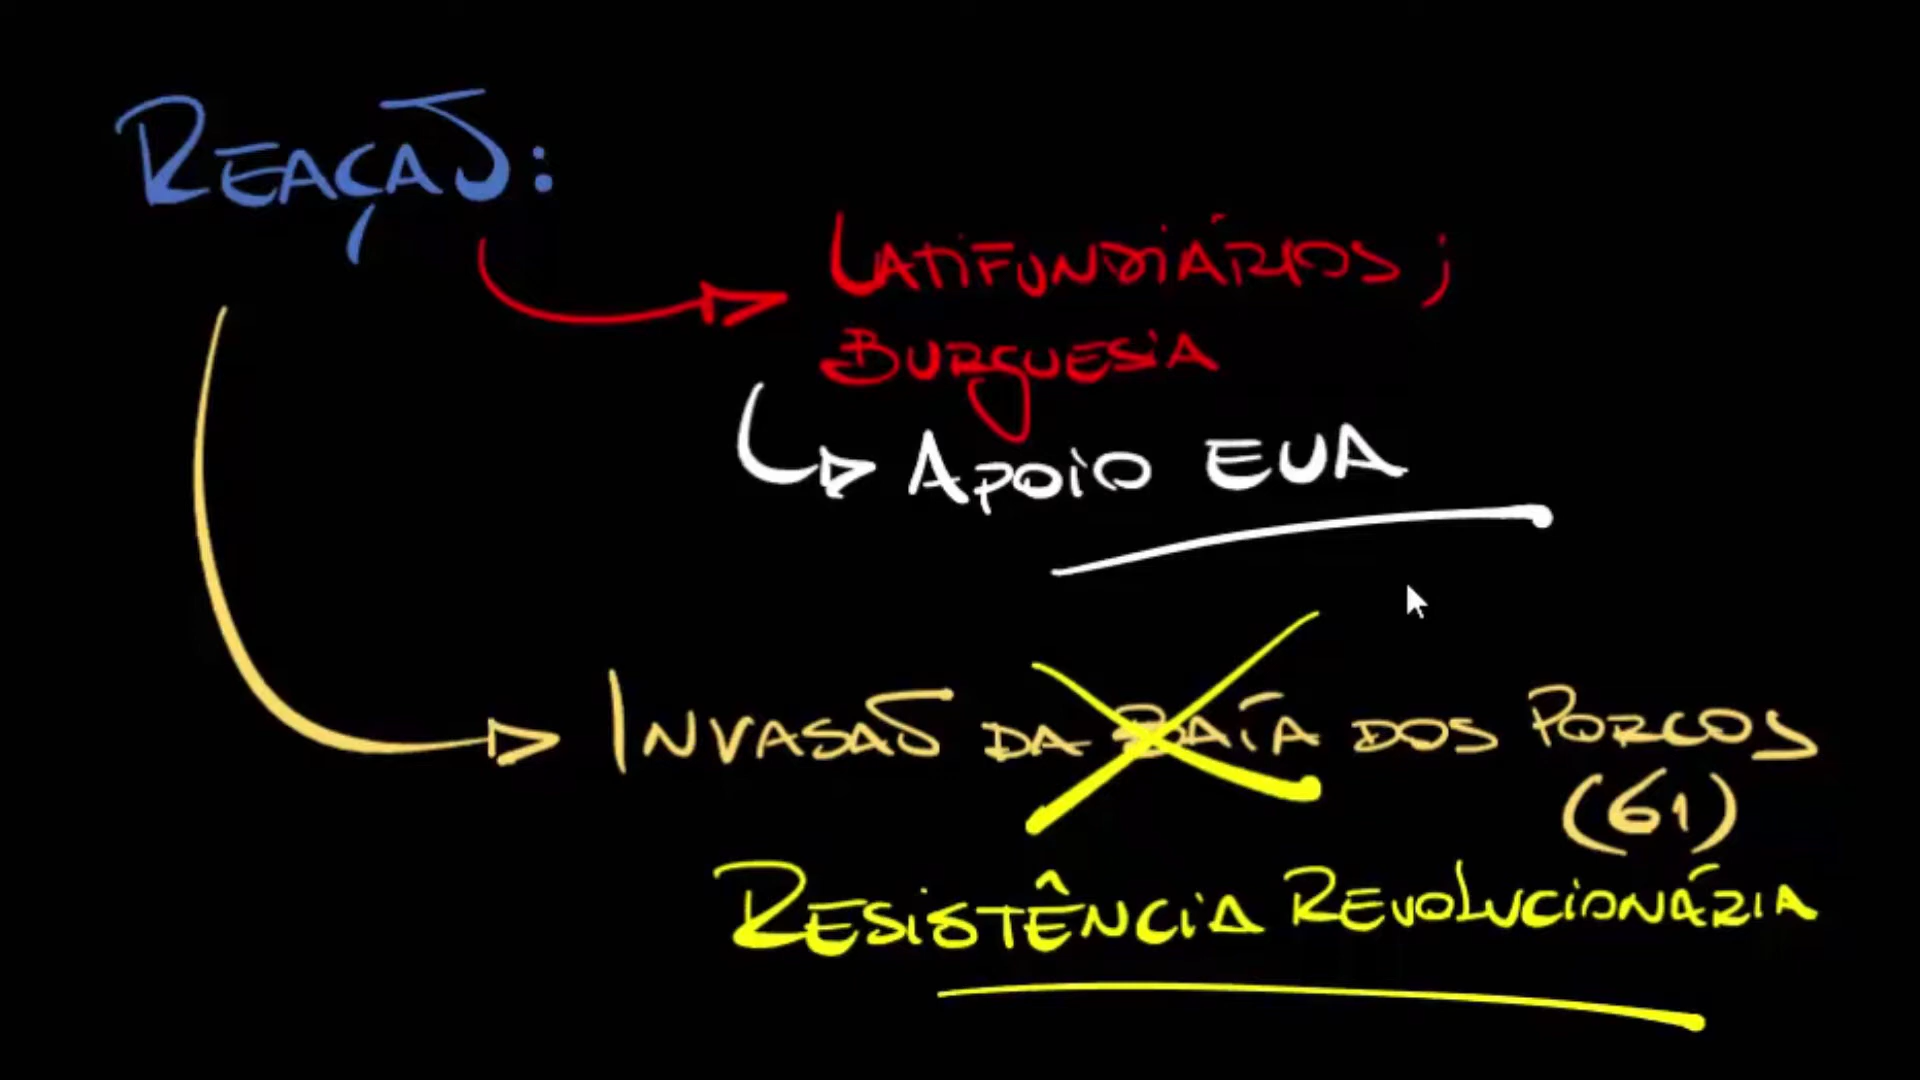 REAÇÃO:
LATIFUNDIÁRIOS;
BURGUESIA
APOIO EUA
INVASÃO DA BAÍA DOS PORCOS
(61)
RESISTÊNCIA REVOLUCIONÁRIA